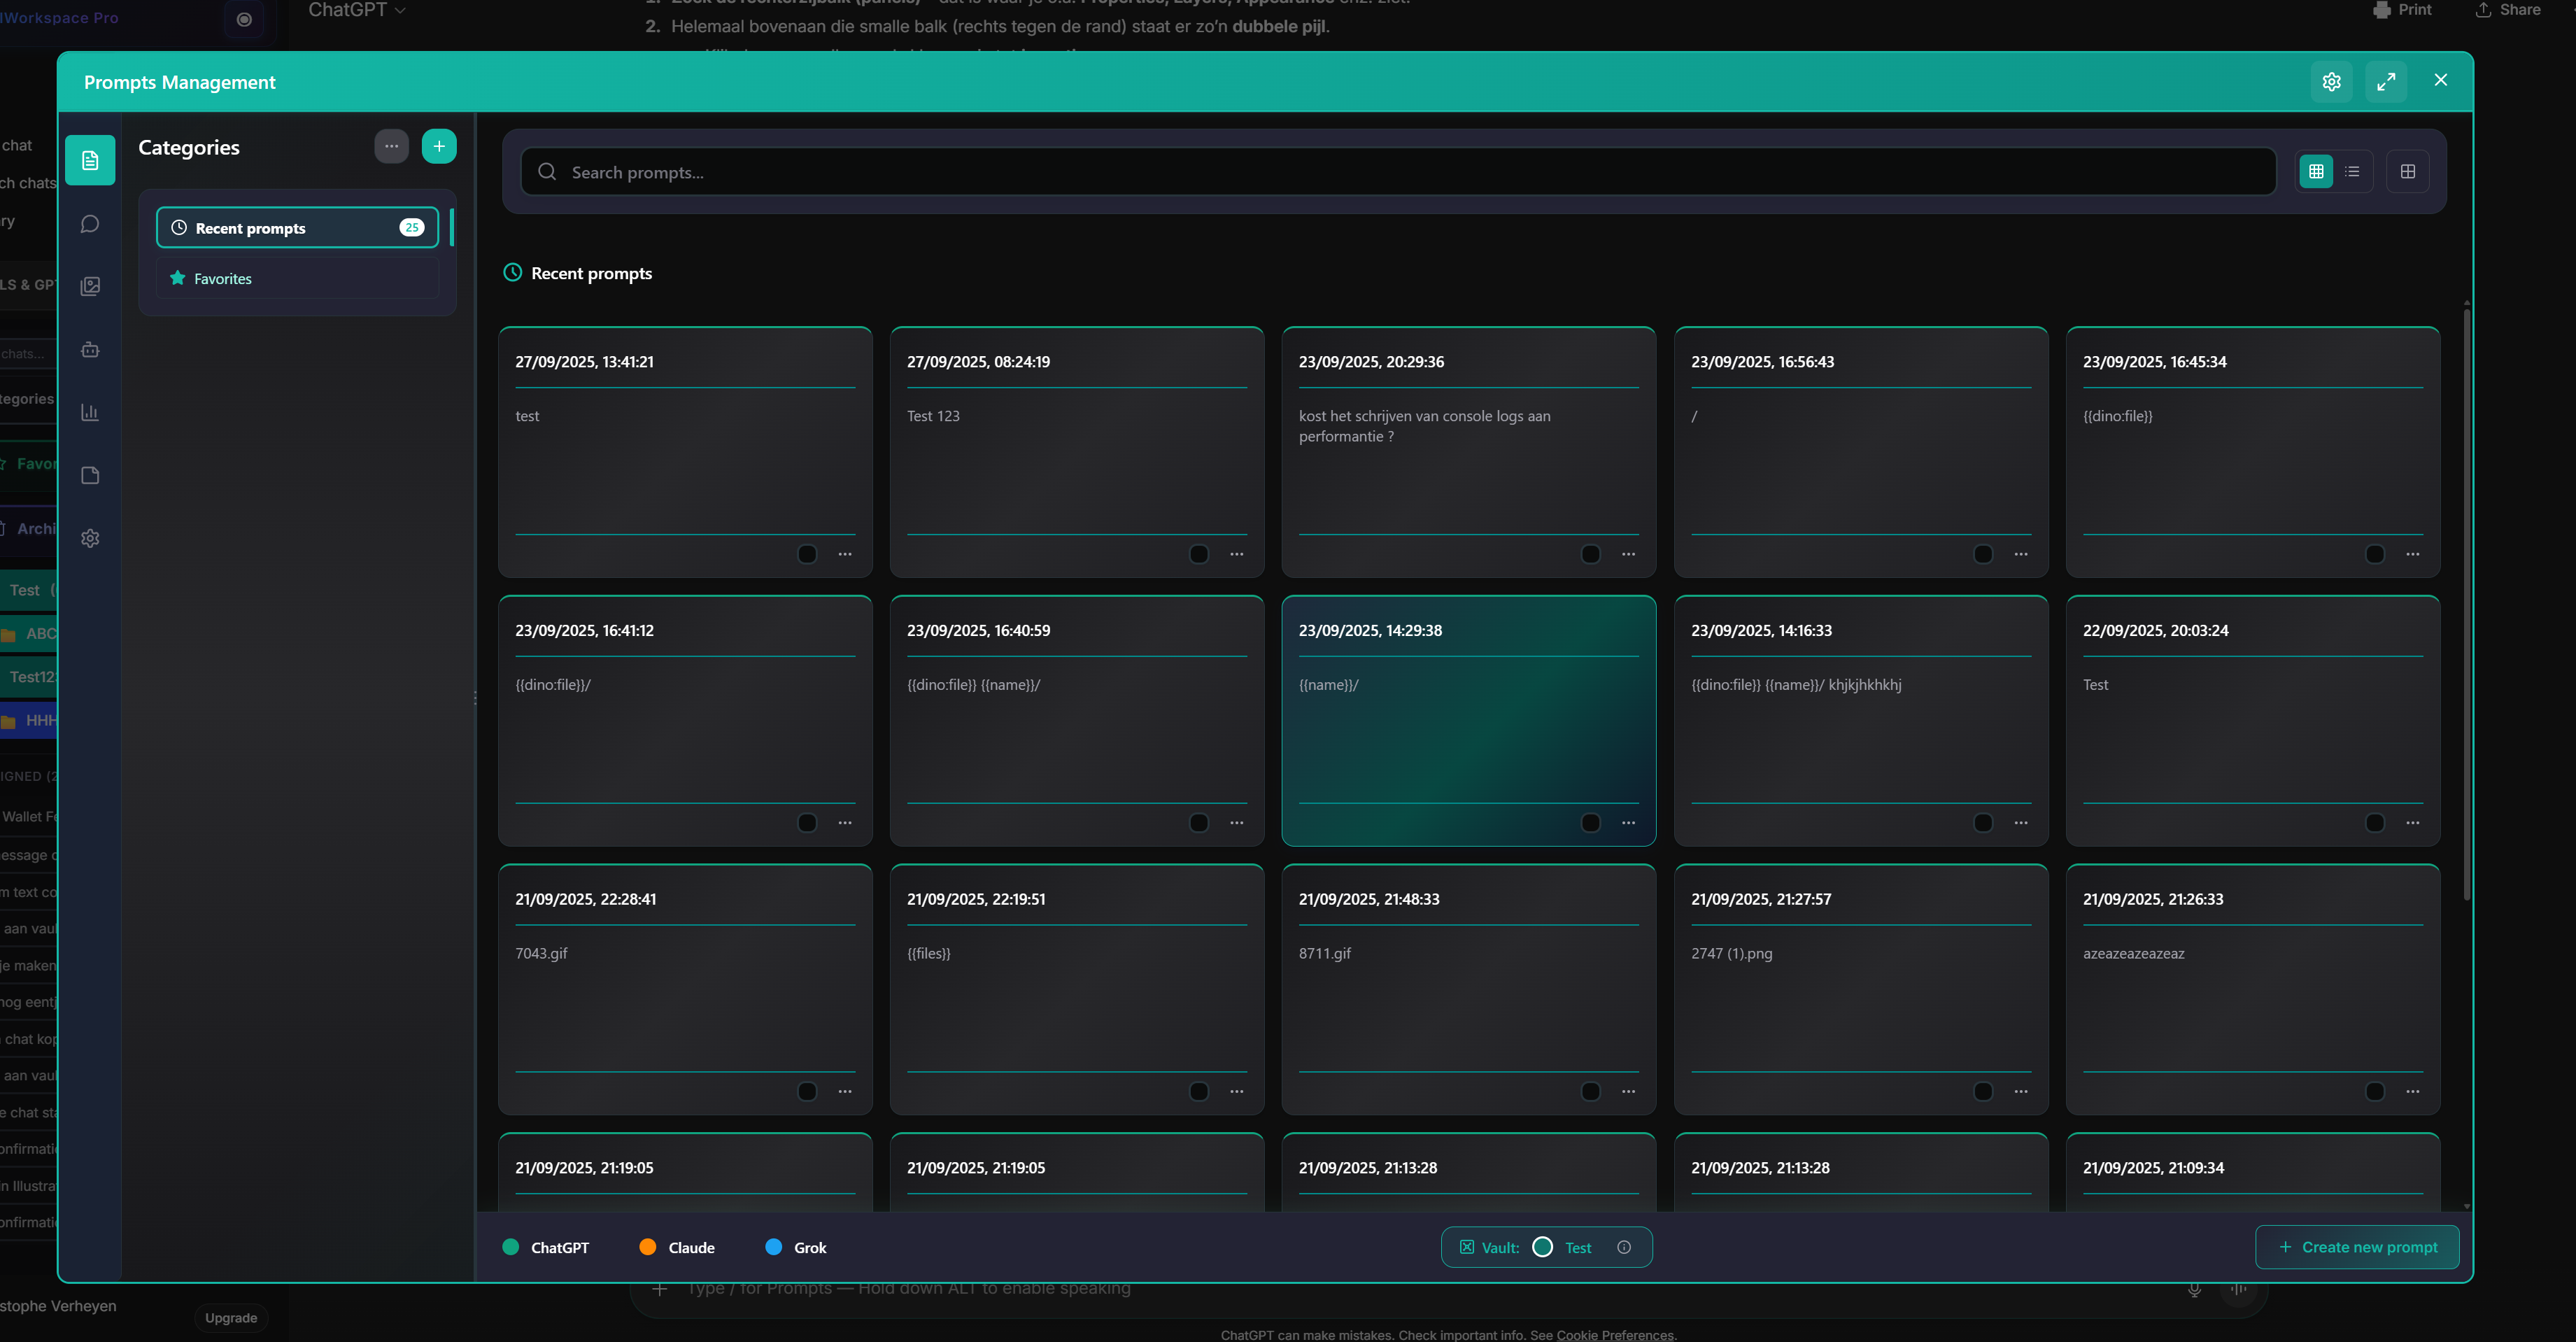 Workspace Pro
ChatGPT
2. Helemaal bovenaan die smalle balk (rechts tegen de rand) staat er zo'n dubbele pijl.
Print
Share
Prompts Management
chat
ch chats
ry
LS & GP
chats...
tegories
Favor
Archi
Test
ABC
Test12
HHH
IGNED (2
Wallet Fe
essage c
m text co
aan vaul
je maken
nog eentj
chat kop
aan vaul
e chat sta
onfirmatic
in Illustra
onfirmatic
stophe Verheyen
Upgrade
Categories
Recent prompts 25
Favorites
Search prompts...
Recent prompts
27/09/2025, 13:41:21
test
27/09/2025, 08:24:19
Test 123
23/09/2025, 20:29:36
kost het schrijven van console logs aan
performantie ?
23/09/2025, 16:56:43
/
23/09/2025, 16:45:34
{{dino:file}}
23/09/2025, 16:41:12
{{dino:file}}/
23/09/2025, 16:40:59
{{dino:file}} {{name}}/
23/09/2025, 14:29:38
{{name}}/
23/09/2025, 14:16:33
{{dino:file}} {{name}}/ khjkjhkhkhj
22/09/2025, 20:03:24
Test
21/09/2025, 22:28:41
7043.gif
21/09/2025, 22:19:51
{{files}}
21/09/2025, 21:48:33
8711.gif
21/09/2025, 21:27:57
2747 (1).png
21/09/2025, 21:26:33
azeazeazeazeaz
21/09/2025, 21:19:05
21/09/2025, 21:19:05
21/09/2025, 21:13:28
21/09/2025, 21:13:28
21/09/2025, 21:09:34
ChatGPT
Claude
Grok
Vault: Test
Create new prompt
Type / for Prompts — Hold down ALT to enable speaking
ChatGPT can make mistakes. Check important info. See Cookie Preferences.